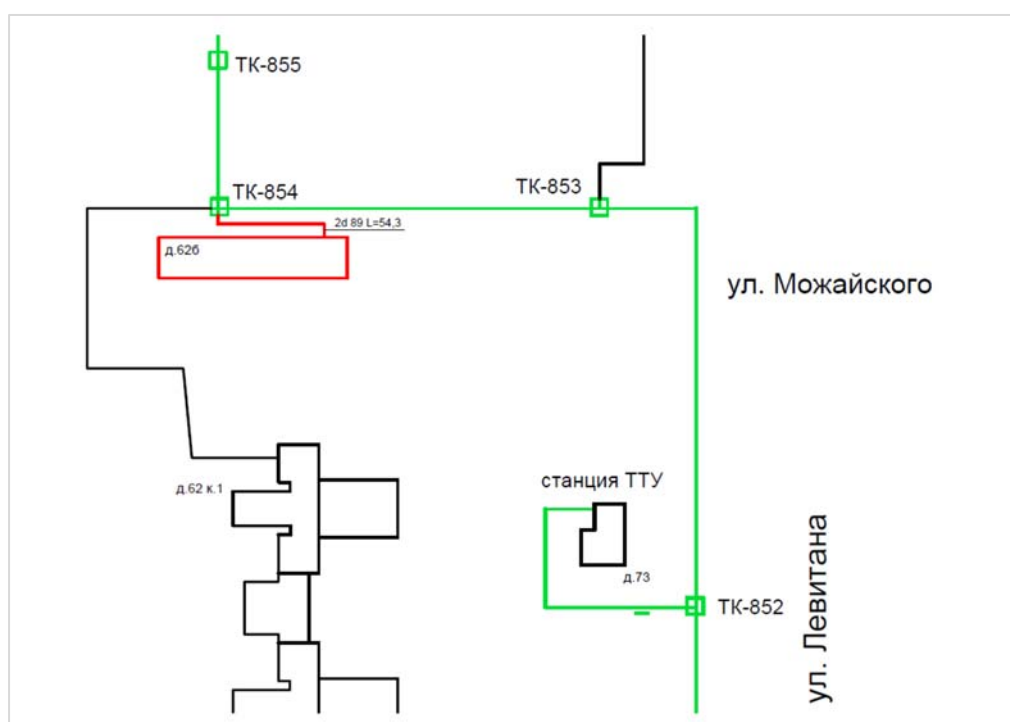 ТК-855
ТК-854
ТК-853
2d 89 L=54,3
д.62б
ул. Можайского
станция ТТУ
д.62 к.1
д.73
ТК-852
ул. Левитана